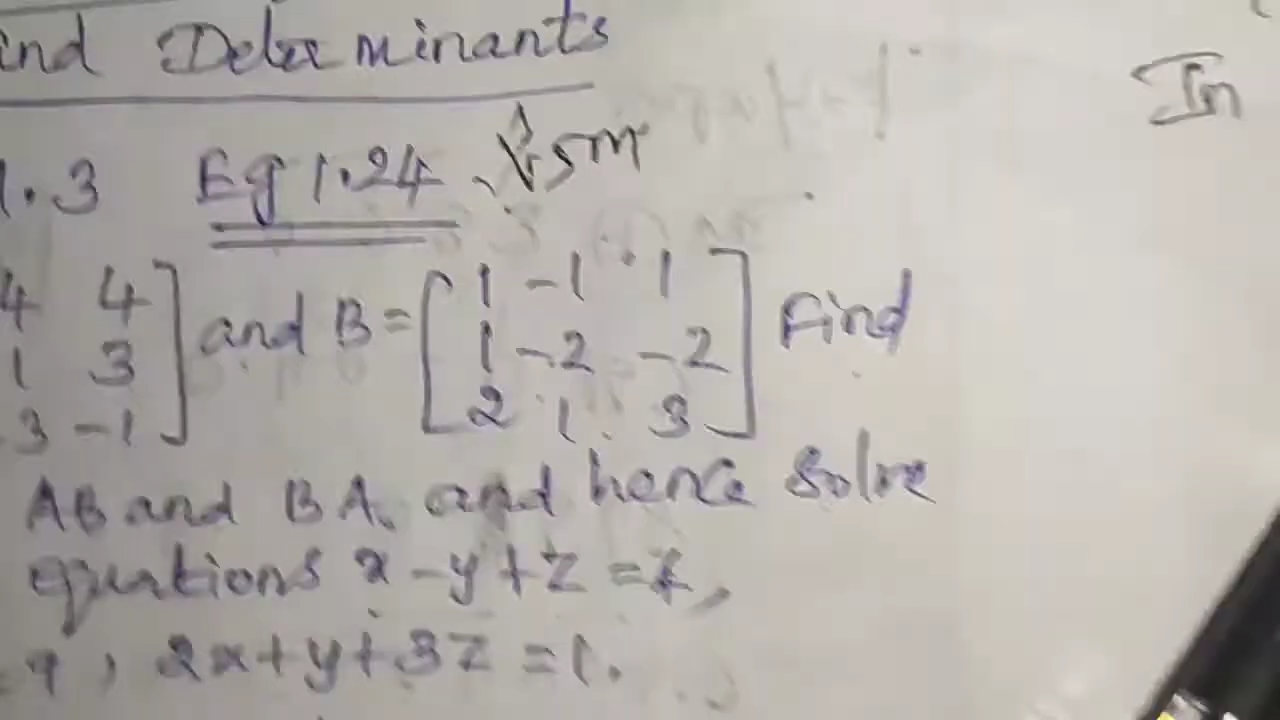 and Determinants
In
1.3 Eg 1.24 5m
4 4
1 3
3 -1 ] and B = [ 1 -1 1
1 -2 -2
2 1 3 ] Find
AB and BA. and hence Solve
equations x - y + z = 4,
= 9, 2x + y + 3z = 1.